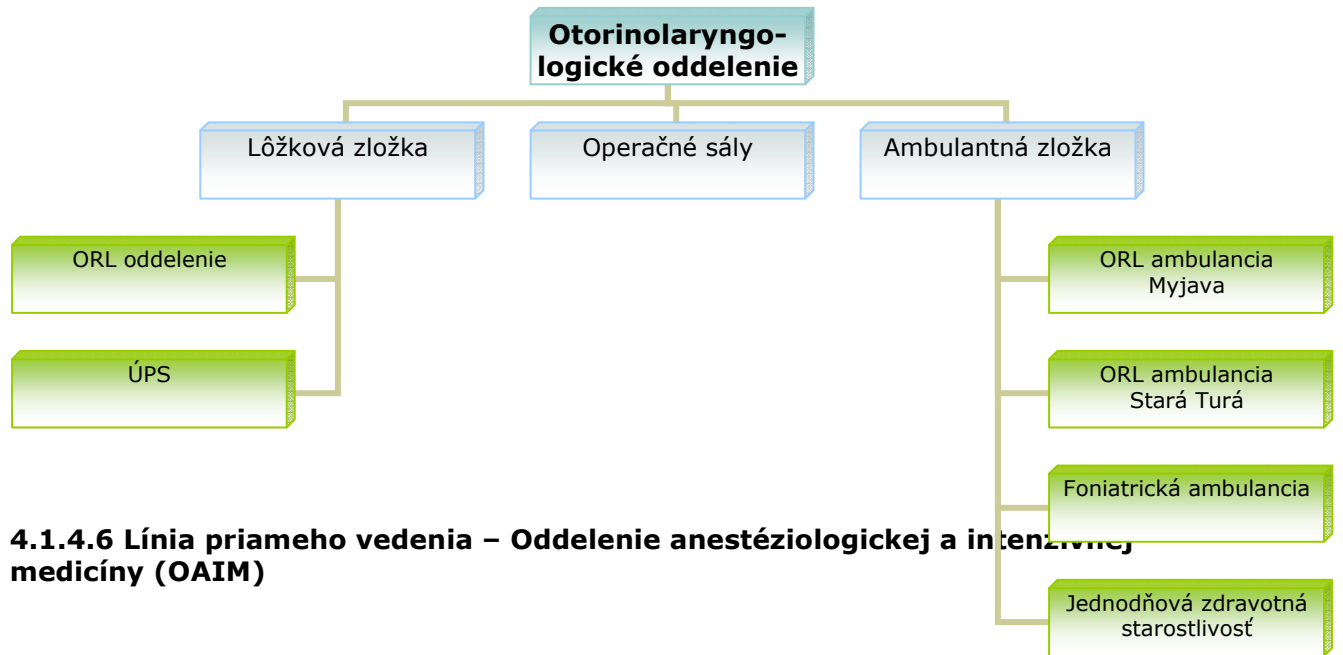 Otorinolaryngo-
logické oddelenie
Lôžková zložka
Operačné sály
Ambulantná zložka
ORL oddelenie
ÚPS
ORL ambulancia
Myjava
ORL ambulancia
Stará Turá
Foniatrická ambulancia
Jednodňová zdravotná
starostlivosť
4.1.4.6 Línia priameho vedenia – Oddelenie anestéziologickej a intenzívnej
medicíny (OAIM)